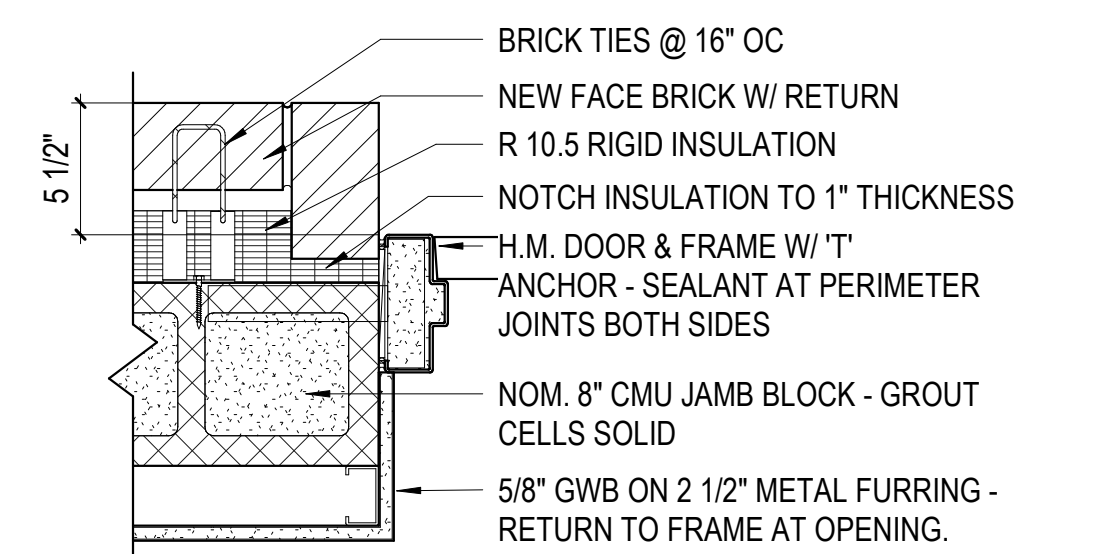 BRICK TIES @ 16" OC
NEW FACE BRICK W/ RETURN
R 10.5 RIGID INSULATION
NOTCH INSULATION TO 1" THICKNESS
H.M. DOOR & FRAME W/ 'T'
ANCHOR - SEALANT AT PERIMETER
JOINTS BOTH SIDES
NOM. 8" CMU JAMB BLOCK - GROUT
CELLS SOLID
5/8" GWB ON 2 1/2" METAL FURRING -
RETURN TO FRAME AT OPENING.
5 1/2"